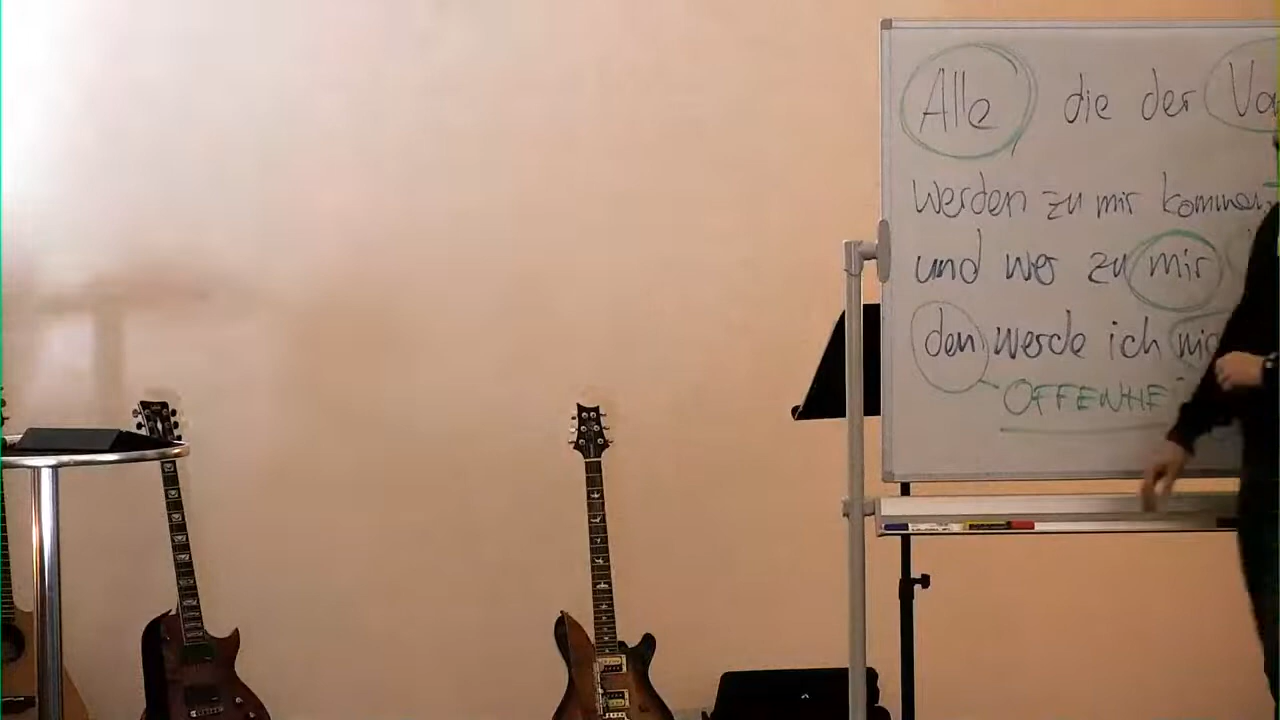 Alle die der
werden zu mir kommen
und wer zu mir
den werde ich
OFFENHE